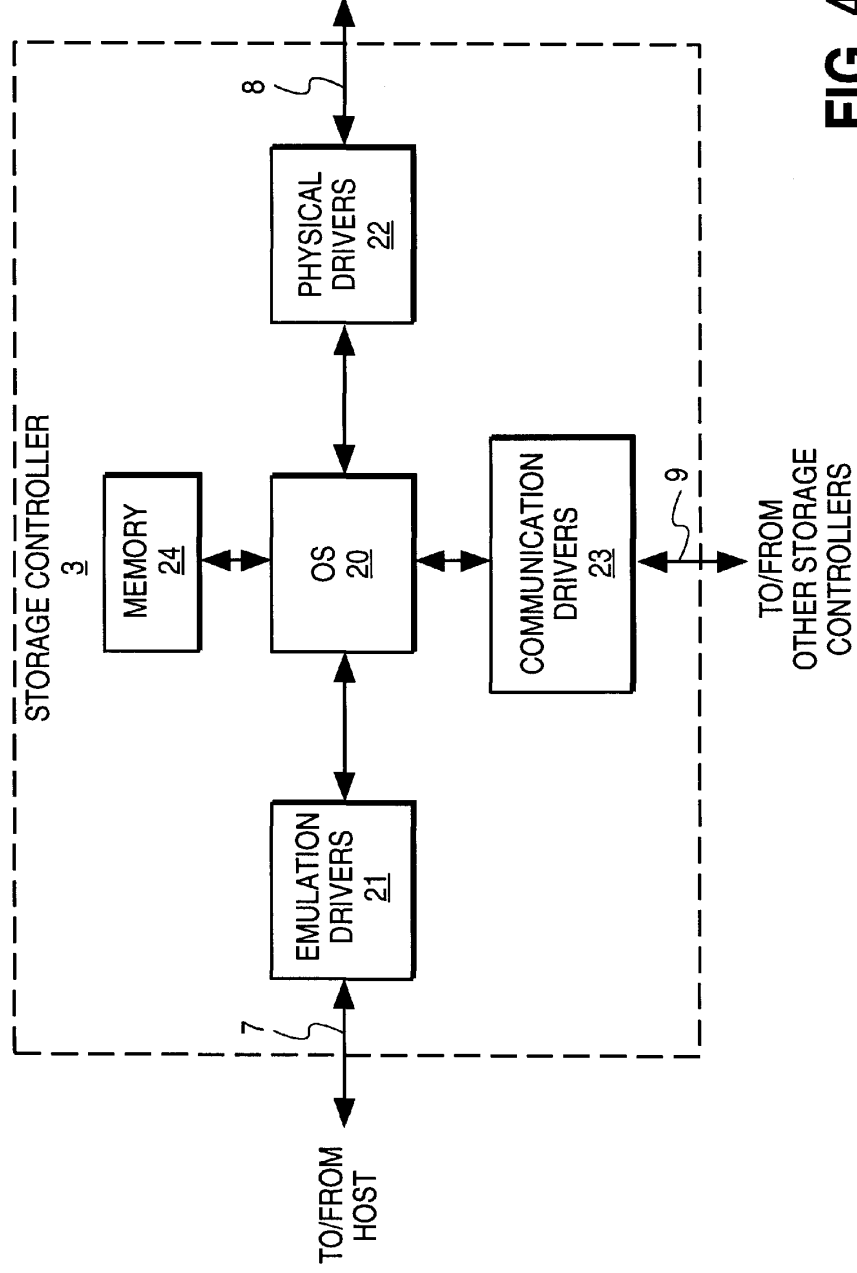 STORAGE CONTROLLER
3
MEMORY
24
OS
20
EMULATION
DRIVERS
21
PHYSICAL
DRIVERS
22
COMMUNICATION
DRIVERS
23
7
8
9
TO/FROM
HOST
TO/FROM
OTHER STORAGE
CONTROLLERS
FIG. 4